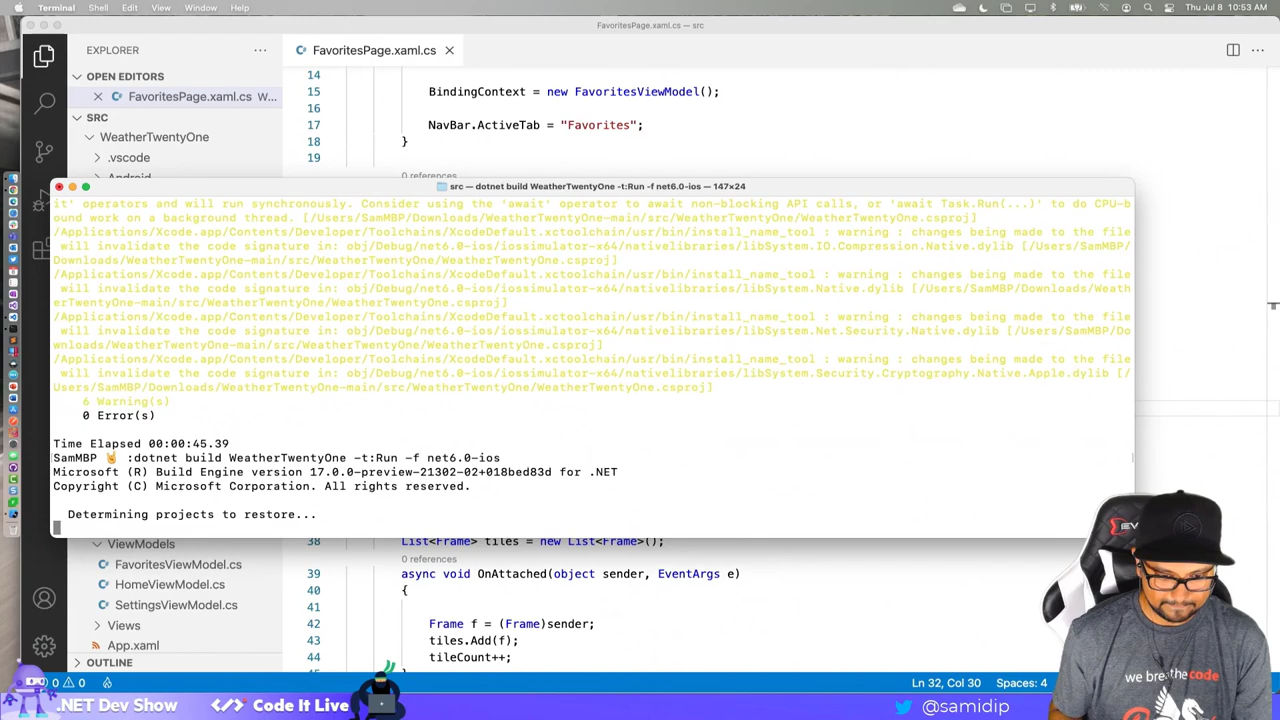 Terminal Shell Edit View Window Help
Thu Jul 8 10:53 AM
FavoritesPage.xaml.cs — src
EXPLORER
FavoritesPage.xaml.cs
OPEN EDITORS
FavoritesPage.xaml.cs W...
SRC
WeatherTwentyOne
.vscode
14
15 BindingContext = new FavoritesViewModel();
16
17 NavBar.ActiveTab = "Favorites";
18 }
19
0 references
src — dotnet build WeatherTwentyOne -t:Run -f net6.0-ios — 147×24
it' operators and will run synchronously. Consider using the 'await' operator to await non-blocking API calls, or 'await Task.Run(...)' to do CPU-b
ound work on a background thread. [/Users/SamMBP/Downloads/WeatherTwentyOne-main/src/WeatherTwentyOne/WeatherTwentyOne.csproj]
/Applications/Xcode.app/Contents/Developer/Toolchains/XcodeDefault.xctoolchain/usr/bin/install_name_tool : warning : changes being made to the file
will invalidate the code signature in: obj/Debug/net6.0-ios/iossimulator-x64/nativelibraries/libSystem.IO.Compression.Native.dylib [/Users/SamMBP/
Downloads/WeatherTwentyOne-main/src/WeatherTwentyOne/WeatherTwentyOne.csproj]
/Applications/Xcode.app/Contents/Developer/Toolchains/XcodeDefault.xctoolchain/usr/bin/install_name_tool : warning : changes being made to the file
will invalidate the code signature in: obj/Debug/net6.0-ios/iossimulator-x64/nativelibraries/libSystem.Native.dylib [/Users/SamMBP/Downloads/Weath
erTwentyOne-main/src/WeatherTwentyOne/WeatherTwentyOne.csproj]
/Applications/Xcode.app/Contents/Developer/Toolchains/XcodeDefault.xctoolchain/usr/bin/install_name_tool : warning : changes being made to the file
will invalidate the code signature in: obj/Debug/net6.0-ios/iossimulator-x64/nativelibraries/libSystem.Net.Security.Native.dylib [/Users/SamMBP/Do
wnloads/WeatherTwentyOne-main/src/WeatherTwentyOne/WeatherTwentyOne.csproj]
/Applications/Xcode.app/Contents/Developer/Toolchains/XcodeDefault.xctoolchain/usr/bin/install_name_tool : warning : changes being made to the file
will invalidate the code signature in: obj/Debug/net6.0-ios/iossimulator-x64/nativelibraries/libSystem.Security.Cryptography.Native.Apple.dylib [/
Users/SamMBP/Downloads/WeatherTwentyOne-main/src/WeatherTwentyOne/WeatherTwentyOne.csproj]
6 Warning(s)
0 Error(s)
Time Elapsed 00:00:45.39
SamMBP 🤘 :dotnet build WeatherTwentyOne -t:Run -f net6.0-ios
Microsoft (R) Build Engine version 17.0.0-preview-21302-02+018bed83d for .NET
Copyright (C) Microsoft Corporation. All rights reserved.
Determining projects to restore...
ViewModels
FavoritesViewModel.cs
HomeViewModel.cs
SettingsViewModel.cs
Views
App.xaml
OUTLINE
38 List<Frame> tiles = new List<Frame>();
0 references
39 async void OnAttached(object sender, EventArgs e)
40 {
41
42 Frame f = (Frame)sender;
43 tiles.Add(f);
44 tileCount++;
0 0
Ln 32, Col 30 Spaces: 4
we breathe code
.NET Dev Show
</> Code It Live
@samidip